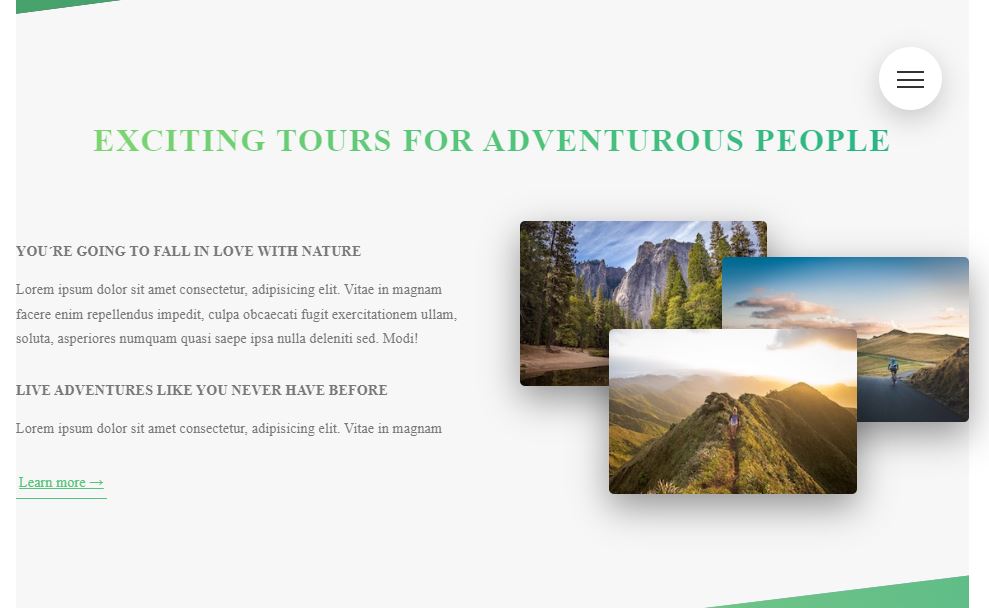 EXCITING TOURS FOR ADVENTUROUS PEOPLE
YOU´RE GOING TO FALL IN LOVE WITH NATURE
Lorem ipsum dolor sit amet consectetur, adipisicing elit. Vitae in magnam
facere enim repellendus impedit, culpa obcaecati fugit exercitationem ullam,
soluta, asperiores numquam quasi saepe ipsa nulla deleniti sed. Modi!
LIVE ADVENTURES LIKE YOU NEVER HAVE BEFORE
Lorem ipsum dolor sit amet consectetur, adipisicing elit. Vitae in magnam
Learn more →